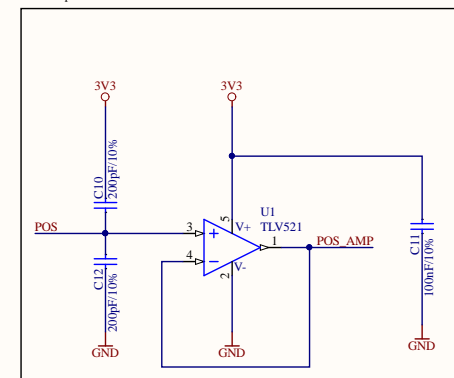 3V3
3V3
C10
200pF/10%
POS
C12
200pF/10%
GND
3
4
5
V+
V-
2
U1
TLV521
1
POS_AMP
GND
C11
100nF/10%
GND